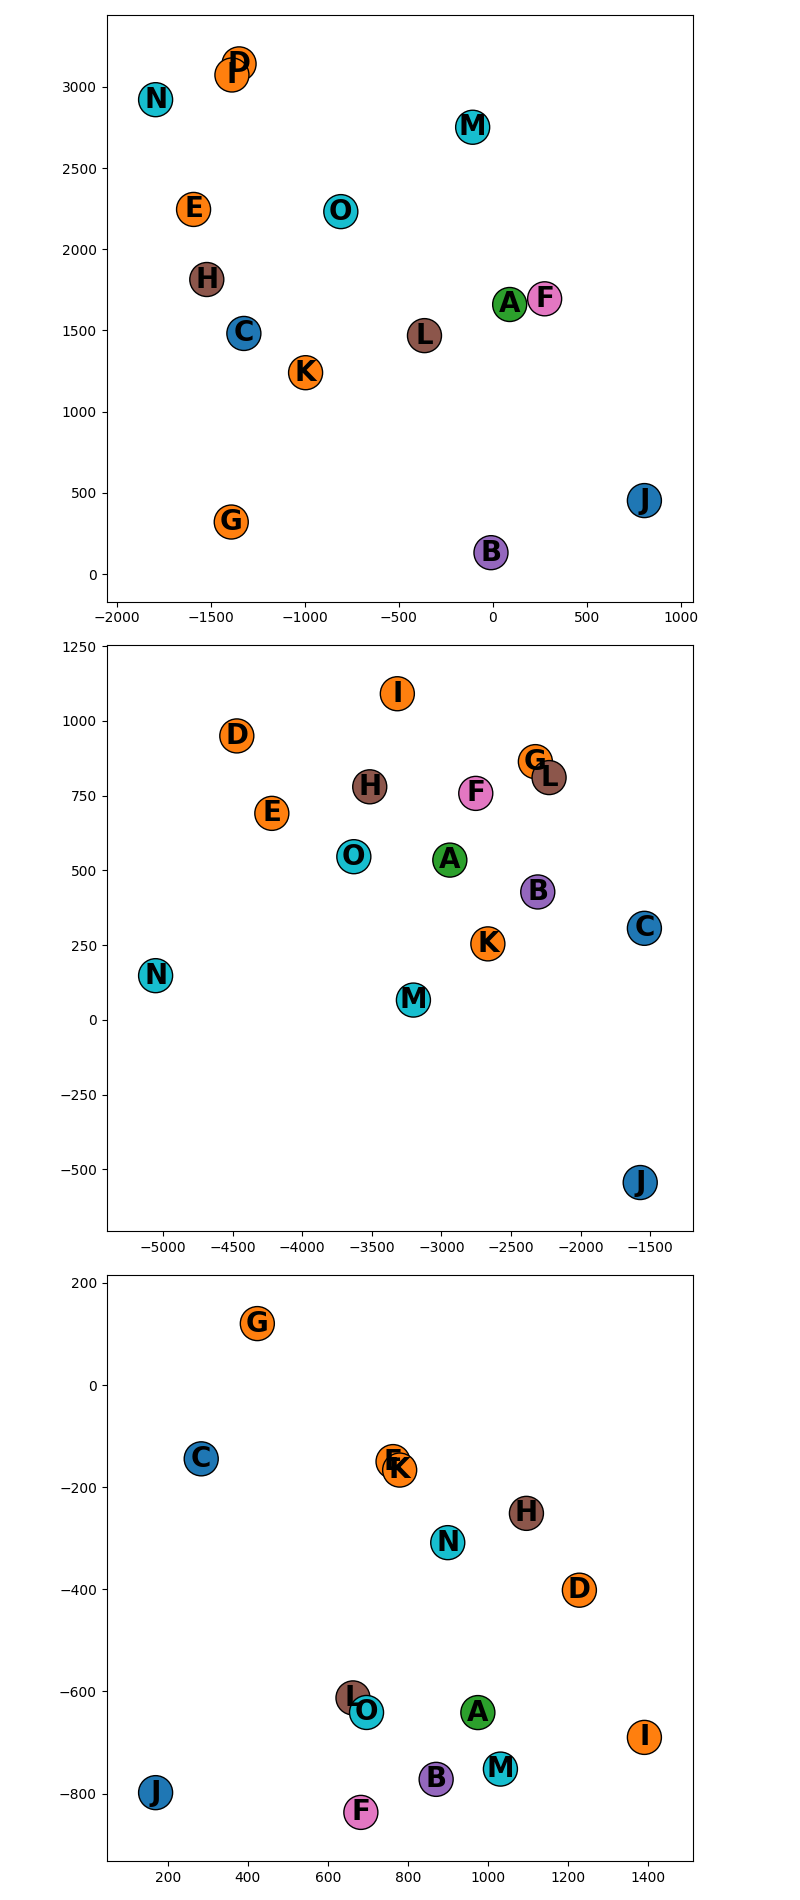 3000
2500
2000
1500
1000
500
0
D
I
N
M
E
O
H
A
F
C
L
K
G
J
B
−2000 −1500 −1000 −500 0 500 1000
1250
1000
750
500
250
0
−250
−500
I
D
G
L
H
F
E
O
A
B
C
K
N
M
J
−5000 −4500 −4000 −3500 −3000 −2500 −2000 −1500
200
0
−200
−400
−600
−800
G
C
E
K
H
N
D
L
O
A
I
M
B
J
F
200 400 600 800 1000 1200 1400